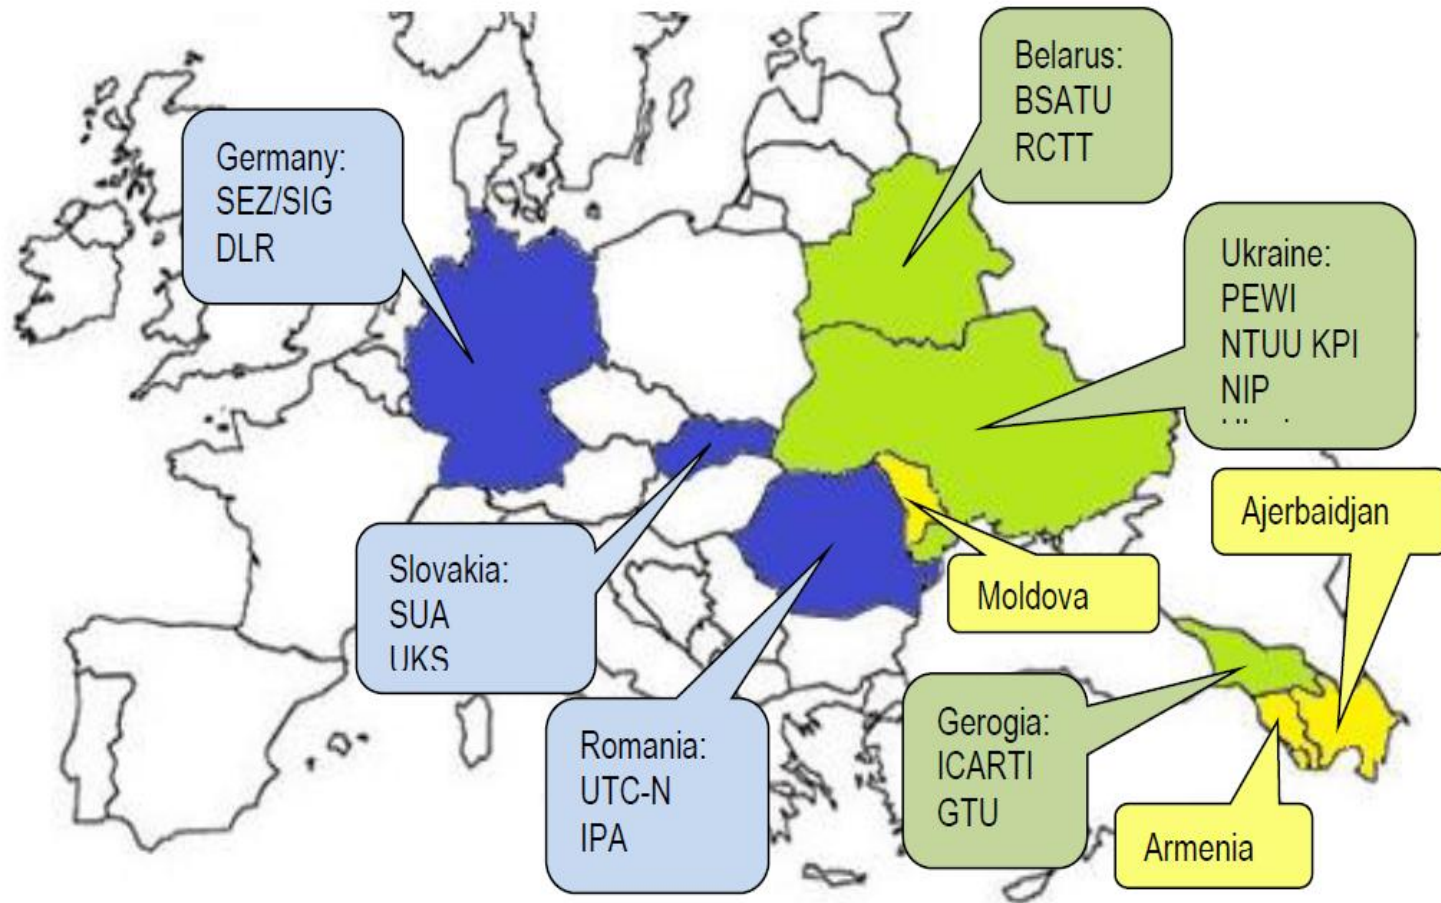 Belarus:
BSATU
RCTT
Germany:
SEZ/SIG
DLR
Ukraine:
PEWI
NTUU KPI
NIP
Ajerbaidjan
Slovakia:
SUA
UKS
Moldova
Romania:
UTC-N
IPA
Gerogia:
ICARTI
GTU
Armenia